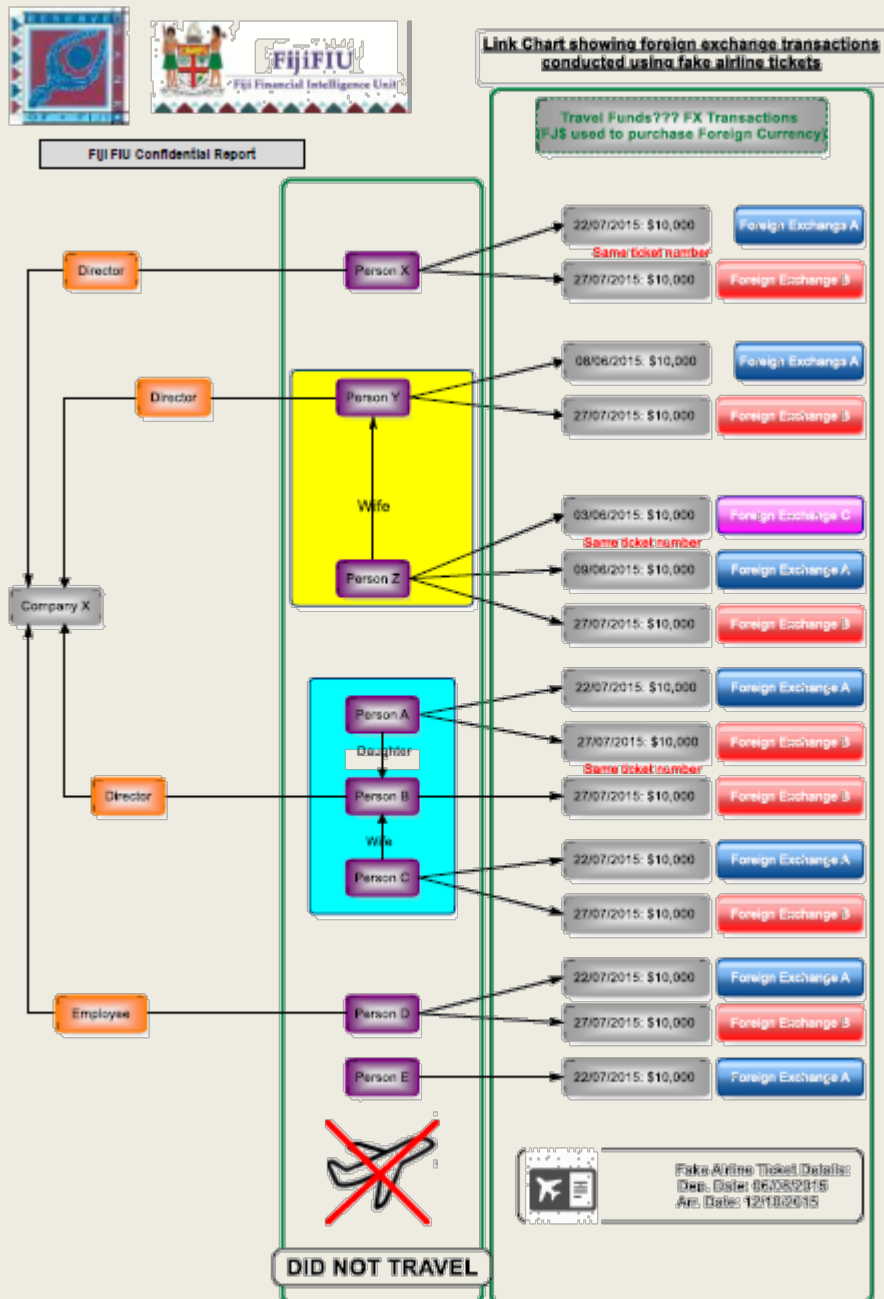 RESERVE BANK
OF • FIJI
FijiFIU
Fiji Financial Intelligence Unit
Link Chart showing foreign exchange transactions
conducted using fake airline tickets
Fiji FIU Confidential Report
Travel Funds??? FX Transactions
(FJ$ used to purchase Foreign Currency)
22/07/2015: $10,000 Foreign Exchange A
Same ticket number
Director Person X
27/07/2015: $10,000 Foreign Exchange B
08/06/2015: $10,000 Foreign Exchange A
Director Person Y
27/07/2015: $10,000 Foreign Exchange B
Wife
03/06/2015: $10,000 Foreign Exchange C
Same ticket number
Person Z
09/06/2015: $10,000 Foreign Exchange A
Company X
27/07/2015: $10,000 Foreign Exchange B
22/07/2015: $10,000 Foreign Exchange A
Person A
27/07/2015: $10,000 Foreign Exchange B
Daughter
Same ticket number
Director Person B 27/07/2015: $10,000 Foreign Exchange B
Wife
22/07/2015: $10,000 Foreign Exchange A
Person C
27/07/2015: $10,000 Foreign Exchange B
22/07/2015: $10,000 Foreign Exchange A
Employee Person D
27/07/2015: $10,000 Foreign Exchange B
Person E 22/07/2015: $10,000 Foreign Exchange A
Fake Airline Ticket Details:
Dep. Date: 06/08/2015
Arr. Date: 12/10/2015
DID NOT TRAVEL